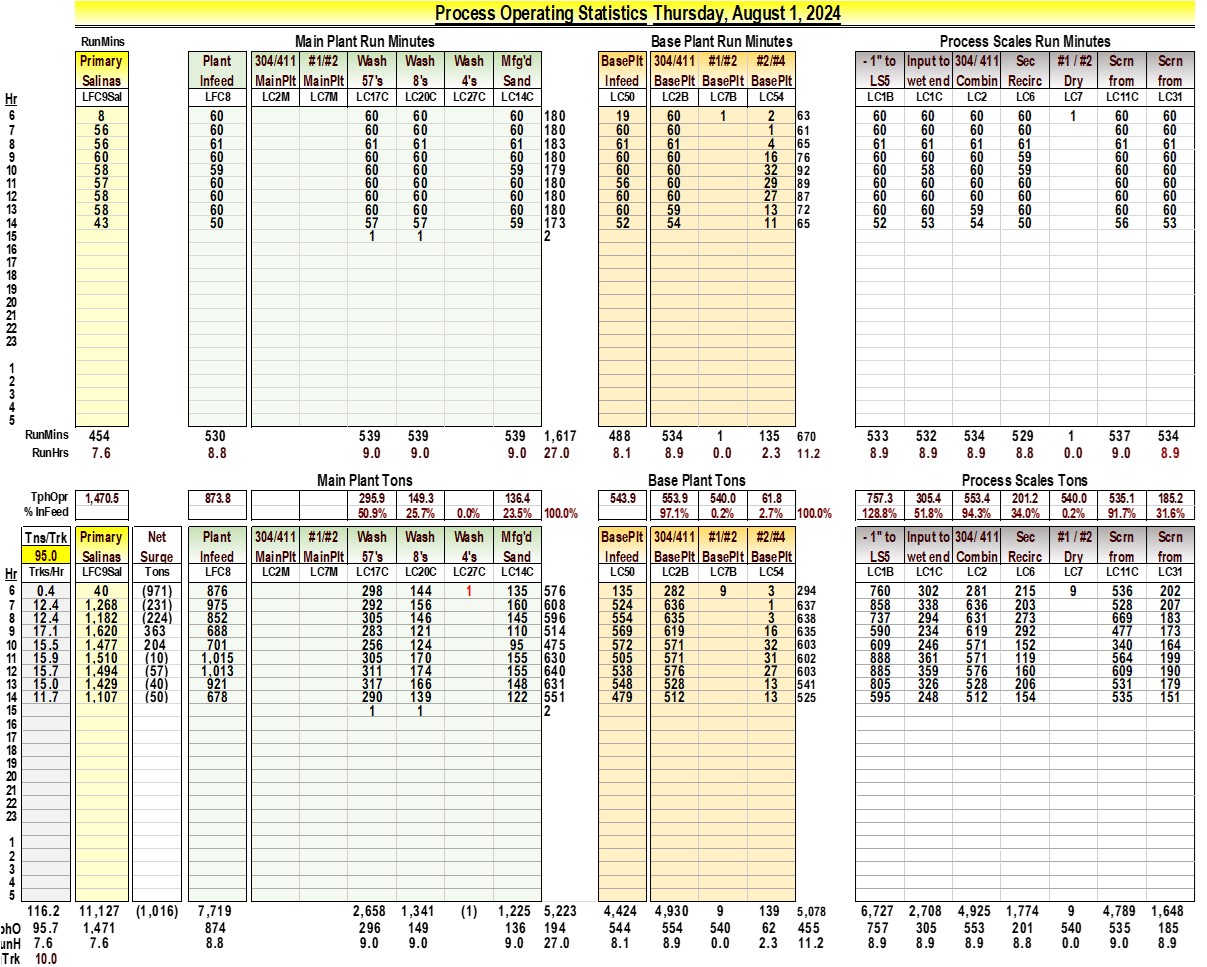 Process Operating Statistics Thursday, August 1, 2024
RunMins Main Plant Run Minutes Base Plant Run Minutes Process Scales Run Minutes
Primary Plant 304/411 #1/#2 Wash Wash Wash Mfg'd BasePlt 304/411 #1/#2 #2/#4 - 1" to Input to 304/ 411 Sec #1 / #2 Scrn Scrn
Salinas Infeed MainPlt MainPlt 57's 8's 4's Sand Infeed BasePlt BasePlt BasePlt LS5 wet end Combin Recirc Dry from from
Hr LFC9Sal LFC8 LC2M LC7M LC17C LC20C LC27C LC14C LC50 LC2B LC7B LC54 LC1B LC1C LC2 LC6 LC7 LC11C LC31
6 8 60 60 60 60 180 19 60 1 2 63 60 60 60 60 1 60 60
7 56 60 60 60 60 180 60 60 1 61 60 60 60 60 60 60
8 56 61 61 61 61 183 61 61 4 65 61 61 61 61 61 61
9 60 60 60 60 60 180 60 60 16 76 60 60 60 59 60 60
10 58 59 60 60 59 179 60 60 32 92 60 58 60 59 60 60
11 57 60 60 60 60 180 56 60 29 89 60 60 60 60 60 60
12 58 60 60 60 60 180 60 60 27 87 60 60 60 60 60 60
13 58 60 60 60 60 180 60 59 13 72 60 60 59 60 60 60
14 43 50 57 57 59 173 52 54 11 65 52 53 54 50 56 53
15 1 1 2
16
17
18
19
20
21
22
23
1
2
3
4
5
RunMins 454 530 539 539 539 1,617 488 534 1 135 670 533 532 534 529 1 537 534
RunHrs 7.6 8.8 9.0 9.0 9.0 27.0 8.1 8.9 0.0 2.3 11.2 8.9 8.9 8.9 8.8 0.0 9.0 8.9
Main Plant Tons Base Plant Tons Process Scales Tons
TphOpr 1,470.5 873.8 295.9 149.3 136.4 543.9 553.9 540.0 61.8 757.3 305.4 553.4 201.2 540.0 535.1 185.2
% InFeed 50.9% 25.7% 0.0% 23.5% 100.0% 97.1% 0.2% 2.7% 100.0% 128.8% 51.8% 94.3% 34.0% 0.2% 91.7% 31.6%
Tns/Trk Primary Net Plant 304/411 #1/#2 Wash Wash Wash Mfg'd BasePlt 304/411 #1/#2 #2/#4 - 1" to Input to 304/ 411 Sec #1 / #2 Scrn Scrn
95.0 Salinas Surge Infeed MainPlt MainPlt 57's 8's 4's Sand Infeed BasePlt BasePlt BasePlt LS5 wet end Combin Recirc Dry from from
Hr Trks/Hr LFC9Sal Tons LFC8 LC2M LC7M LC17C LC20C LC27C LC14C LC50 LC2B LC7B LC54 LC1B LC1C LC2 LC6 LC7 LC11C LC31
6 0.4 40 (971) 876 298 144 1 135 576 135 282 9 3 294 760 302 281 215 9 536 202
7 12.4 1,268 (231) 975 292 156 160 608 524 636 1 637 858 338 636 203 528 207
8 12.4 1,182 (224) 852 305 146 145 596 554 635 3 638 737 294 631 273 669 183
9 17.1 1,620 363 688 283 121 110 514 569 619 16 635 590 234 619 292 477 173
10 15.5 1,477 204 701 256 124 95 475 572 571 32 603 609 246 571 152 340 164
11 15.9 1,510 (10) 1,015 305 170 155 630 505 571 31 602 888 361 571 119 564 199
12 15.7 1,494 (57) 1,013 311 174 155 640 538 576 27 603 885 359 576 160 609 190
13 15.0 1,429 (40) 921 317 166 148 631 548 528 13 541 805 326 528 206 531 179
14 11.7 1,107 (50) 678 290 139 122 551 479 512 13 525 595 248 512 154 535 151
15 1 1 2
16
17
18
19
20
21
22
23
1
2
3
4
5
116.2 11,127 (1,016) 7,719 2,658 1,341 (1) 1,225 5,223 4,424 4,930 9 139 5,078 6,727 2,708 4,925 1,774 9 4,789 1,648
phO 95.7 1,471 874 296 149 136 194 544 554 540 62 455 757 305 553 201 540 535 185
unH 7.6 7.6 8.8 9.0 9.0 9.0 27.0 8.1 8.9 0.0 2.3 11.2 8.9 8.9 8.9 8.8 0.0 9.0 8.9
Trk 10.0